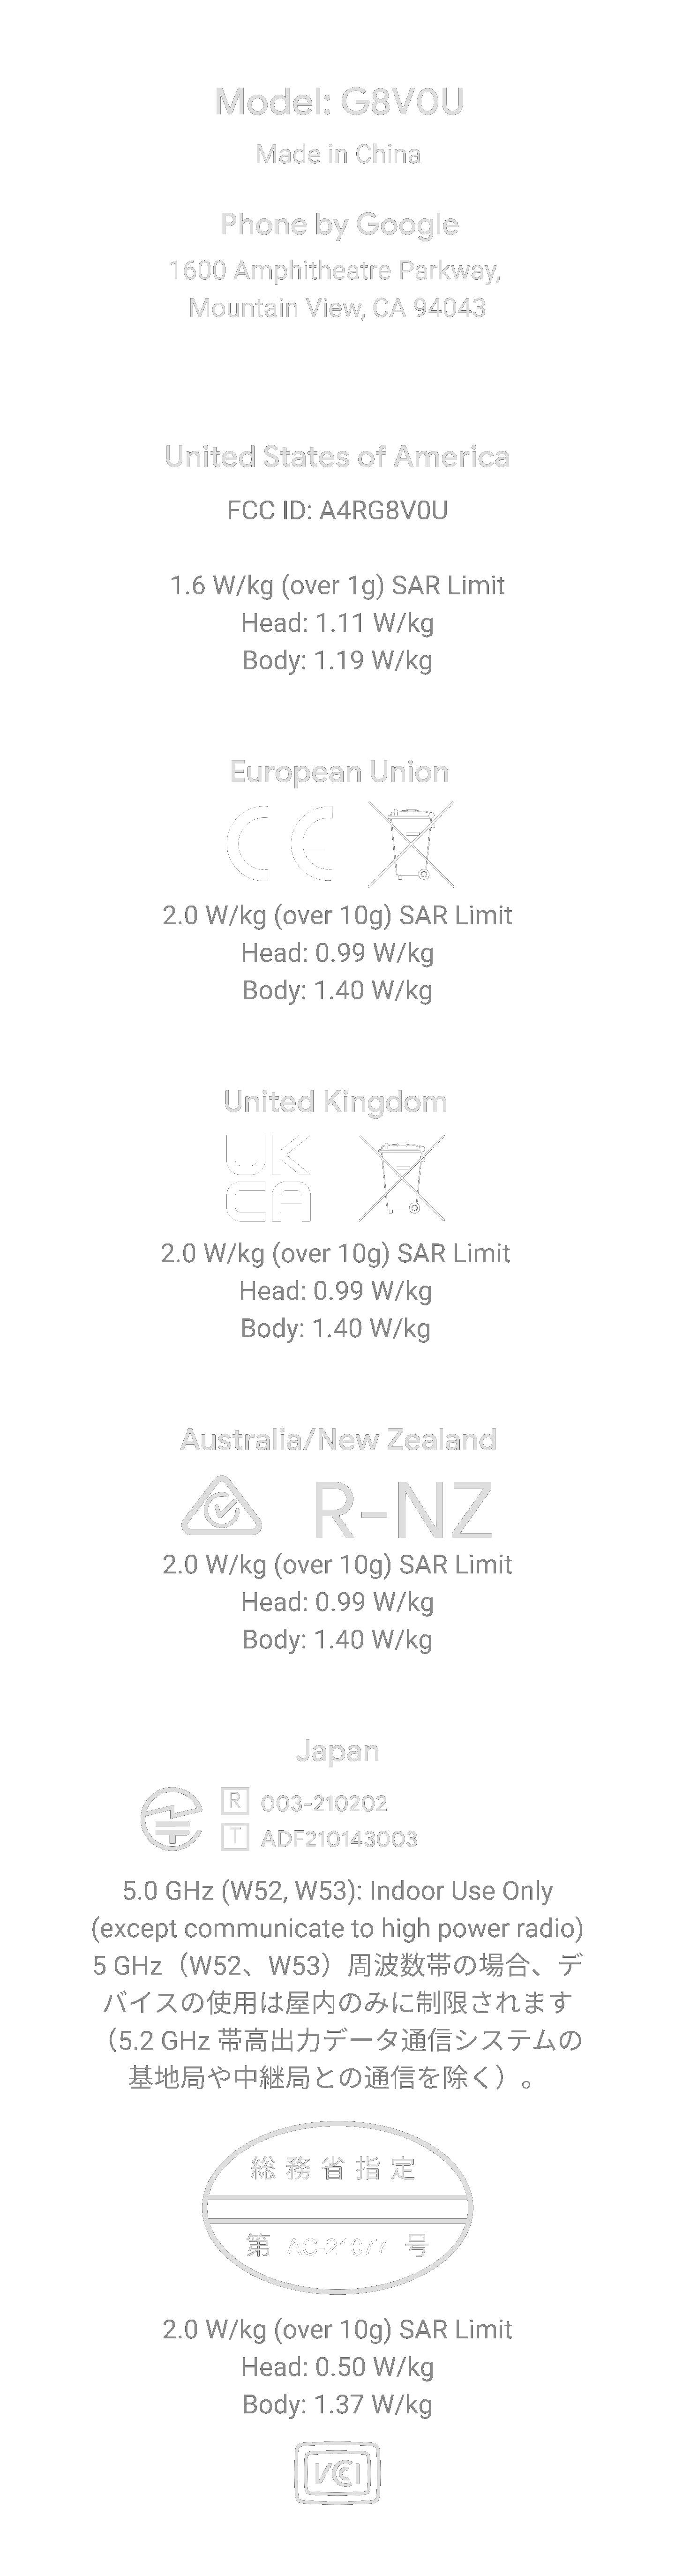 Model: G8V0U
Made in China
Phone by Google
1600 Amphitheatre Parkway,
Mountain View, CA 94043
United States of America
FCC ID: A4RG8V0U
1.6 W/kg (over 1g) SAR Limit
Head: 1.11 W/kg
Body: 1.19 W/kg
European Union
CE
2.0 W/kg (over 10g) SAR Limit
Head: 0.99 W/kg
Body: 1.40 W/kg
United Kingdom
UK
CA
2.0 W/kg (over 10g) SAR Limit
Head: 0.99 W/kg
Body: 1.40 W/kg
Australia/New Zealand
R-NZ
2.0 W/kg (over 10g) SAR Limit
Head: 0.99 W/kg
Body: 1.40 W/kg
Japan
R 003-210202
T ADF210143003
5.0 GHz (W52, W53): Indoor Use Only
(except communicate to high power radio)
5 GHz（W52、W53）周波数帯の場合、デ
バイスの使用は屋内のみに制限されます
（5.2 GHz 帯高出力データ通信システムの
基地局や中継局との通信を除く）。
総務省指定
第 号
2.0 W/kg (over 10g) SAR Limit
Head: 0.50 W/kg
Body: 1.37 W/kg
VCCI